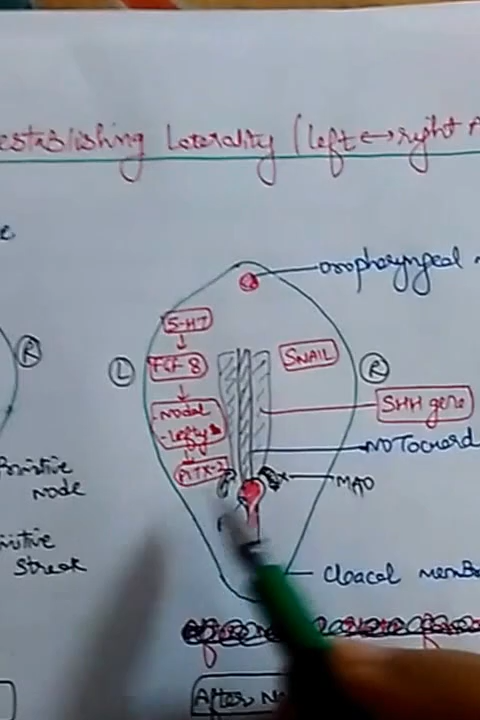 establishing Laterality (left ↔ right A
oropharyngeal
5-HT
FGF-8
SNAIL
R
L
R
- Nodal
- Lefty
SHH gene
NOTOCHORD
PITX-2
MAO
Primitive
node
Primitive
Streak
Cloacal memb
After N